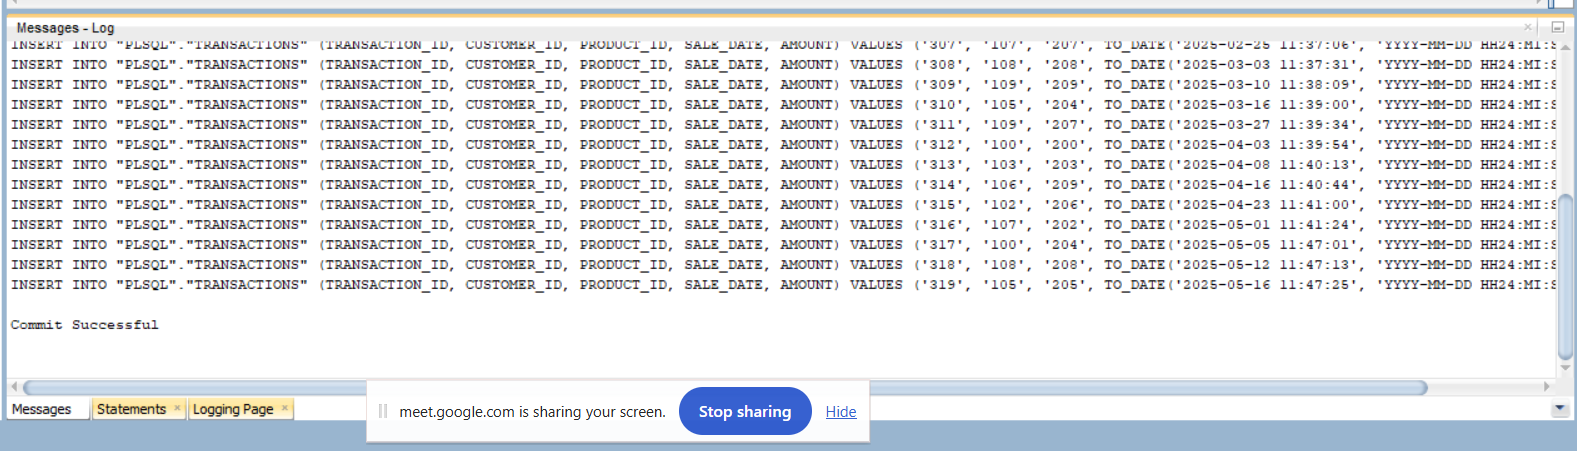 Messages - Log
INSERT INTO "PLSQL"."TRANSACTIONS" (TRANSACTION_ID, CUSTOMER_ID, PRODUCT_ID, SALE_DATE, AMOUNT) VALUES ('307', '107', '207', TO_DATE('2025-02-25 11:37:06', 'YYYY-MM-DD HH24:MI:S
INSERT INTO "PLSQL"."TRANSACTIONS" (TRANSACTION_ID, CUSTOMER_ID, PRODUCT_ID, SALE_DATE, AMOUNT) VALUES ('308', '108', '208', TO_DATE('2025-03-03 11:37:31', 'YYYY-MM-DD HH24:MI:S
INSERT INTO "PLSQL"."TRANSACTIONS" (TRANSACTION_ID, CUSTOMER_ID, PRODUCT_ID, SALE_DATE, AMOUNT) VALUES ('309', '109', '209', TO_DATE('2025-03-10 11:38:09', 'YYYY-MM-DD HH24:MI:S
INSERT INTO "PLSQL"."TRANSACTIONS" (TRANSACTION_ID, CUSTOMER_ID, PRODUCT_ID, SALE_DATE, AMOUNT) VALUES ('310', '105', '204', TO_DATE('2025-03-16 11:39:00', 'YYYY-MM-DD HH24:MI:S
INSERT INTO "PLSQL"."TRANSACTIONS" (TRANSACTION_ID, CUSTOMER_ID, PRODUCT_ID, SALE_DATE, AMOUNT) VALUES ('311', '109', '207', TO_DATE('2025-03-27 11:39:34', 'YYYY-MM-DD HH24:MI:S
INSERT INTO "PLSQL"."TRANSACTIONS" (TRANSACTION_ID, CUSTOMER_ID, PRODUCT_ID, SALE_DATE, AMOUNT) VALUES ('312', '100', '200', TO_DATE('2025-04-03 11:39:54', 'YYYY-MM-DD HH24:MI:S
INSERT INTO "PLSQL"."TRANSACTIONS" (TRANSACTION_ID, CUSTOMER_ID, PRODUCT_ID, SALE_DATE, AMOUNT) VALUES ('313', '103', '203', TO_DATE('2025-04-08 11:40:13', 'YYYY-MM-DD HH24:MI:S
INSERT INTO "PLSQL"."TRANSACTIONS" (TRANSACTION_ID, CUSTOMER_ID, PRODUCT_ID, SALE_DATE, AMOUNT) VALUES ('314', '106', '209', TO_DATE('2025-04-16 11:40:44', 'YYYY-MM-DD HH24:MI:S
INSERT INTO "PLSQL"."TRANSACTIONS" (TRANSACTION_ID, CUSTOMER_ID, PRODUCT_ID, SALE_DATE, AMOUNT) VALUES ('315', '102', '206', TO_DATE('2025-04-23 11:41:00', 'YYYY-MM-DD HH24:MI:S
INSERT INTO "PLSQL"."TRANSACTIONS" (TRANSACTION_ID, CUSTOMER_ID, PRODUCT_ID, SALE_DATE, AMOUNT) VALUES ('316', '107', '202', TO_DATE('2025-05-01 11:41:24', 'YYYY-MM-DD HH24:MI:S
INSERT INTO "PLSQL"."TRANSACTIONS" (TRANSACTION_ID, CUSTOMER_ID, PRODUCT_ID, SALE_DATE, AMOUNT) VALUES ('317', '100', '204', TO_DATE('2025-05-05 11:47:01', 'YYYY-MM-DD HH24:MI:S
INSERT INTO "PLSQL"."TRANSACTIONS" (TRANSACTION_ID, CUSTOMER_ID, PRODUCT_ID, SALE_DATE, AMOUNT) VALUES ('318', '108', '208', TO_DATE('2025-05-12 11:47:13', 'YYYY-MM-DD HH24:MI:S
INSERT INTO "PLSQL"."TRANSACTIONS" (TRANSACTION_ID, CUSTOMER_ID, PRODUCT_ID, SALE_DATE, AMOUNT) VALUES ('319', '105', '205', TO_DATE('2025-05-16 11:47:25', 'YYYY-MM-DD HH24:MI:S
Commit Successful
Messages Statements Logging Page
meet.google.com is sharing your screen. Stop sharing Hide